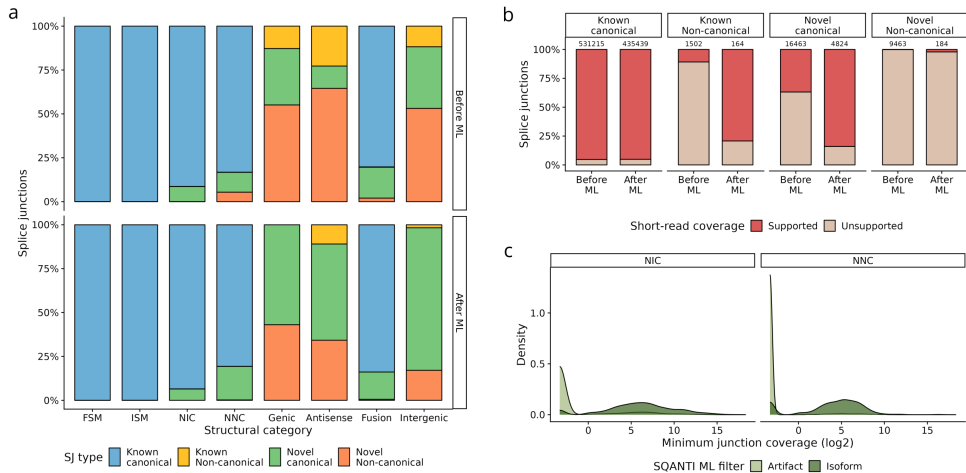 a
100%
75%
50%
25%
0%
Before ML
100%
75%
50%
25%
0%
After ML
Splice junctions
FSM
ISM
NIC
NNC
Genic
Antisense
Fusion
Intergenic
Structural category
SJ type
Known
canonical
Known
Non-canonical
Novel
canonical
Novel
Non-canonical
b
Known
canonical
Known
Non-canonical
Novel
canonical
Novel
Non-canonical
531215
435439
1502
164
16463
4824
9463
184
100%
75%
50%
25%
0%
Splice junctions
Before
ML
After
ML
Before
ML
After
ML
Before
ML
After
ML
Before
ML
After
ML
Short-read coverage
Supported
Unsupported
c
NIC
NNC
1.0
0.5
0.0
Density
0
5
10
15
0
5
10
15
Minimum junction coverage (log2)
SQANTI ML filter
Artifact
Isoform